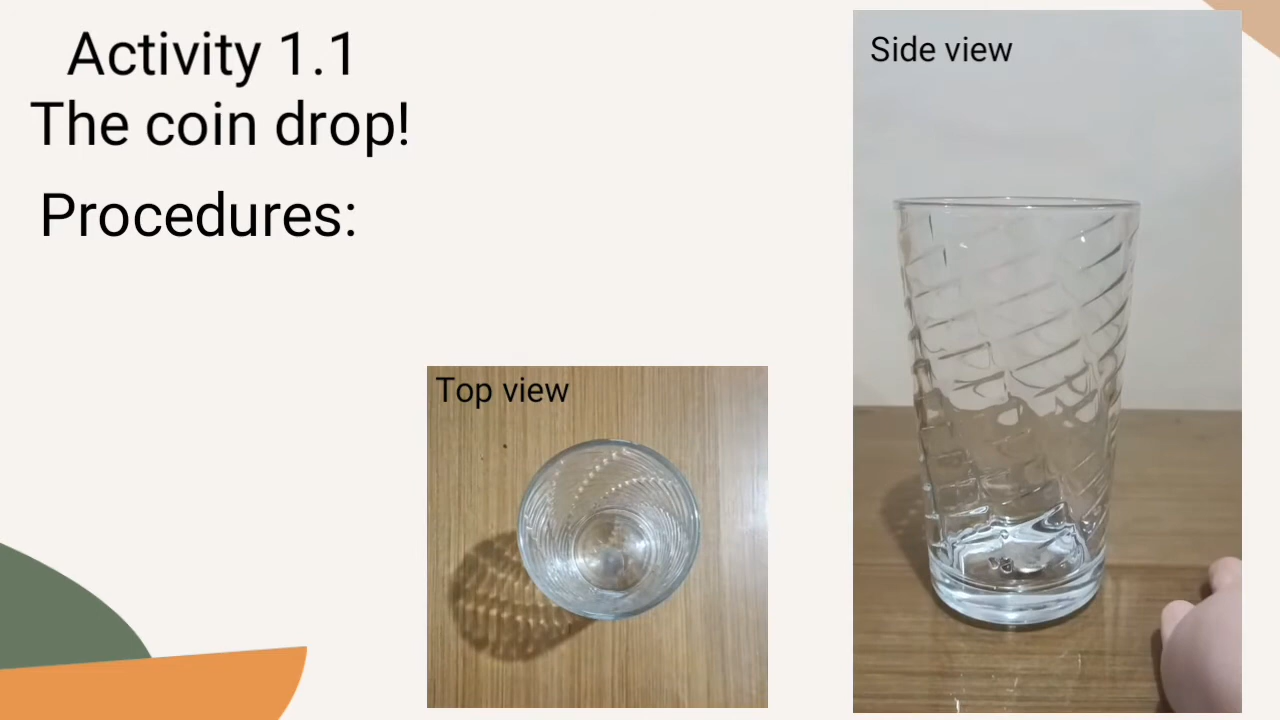 Activity 1.1
The coin drop!
Procedures:
Top view
Side view